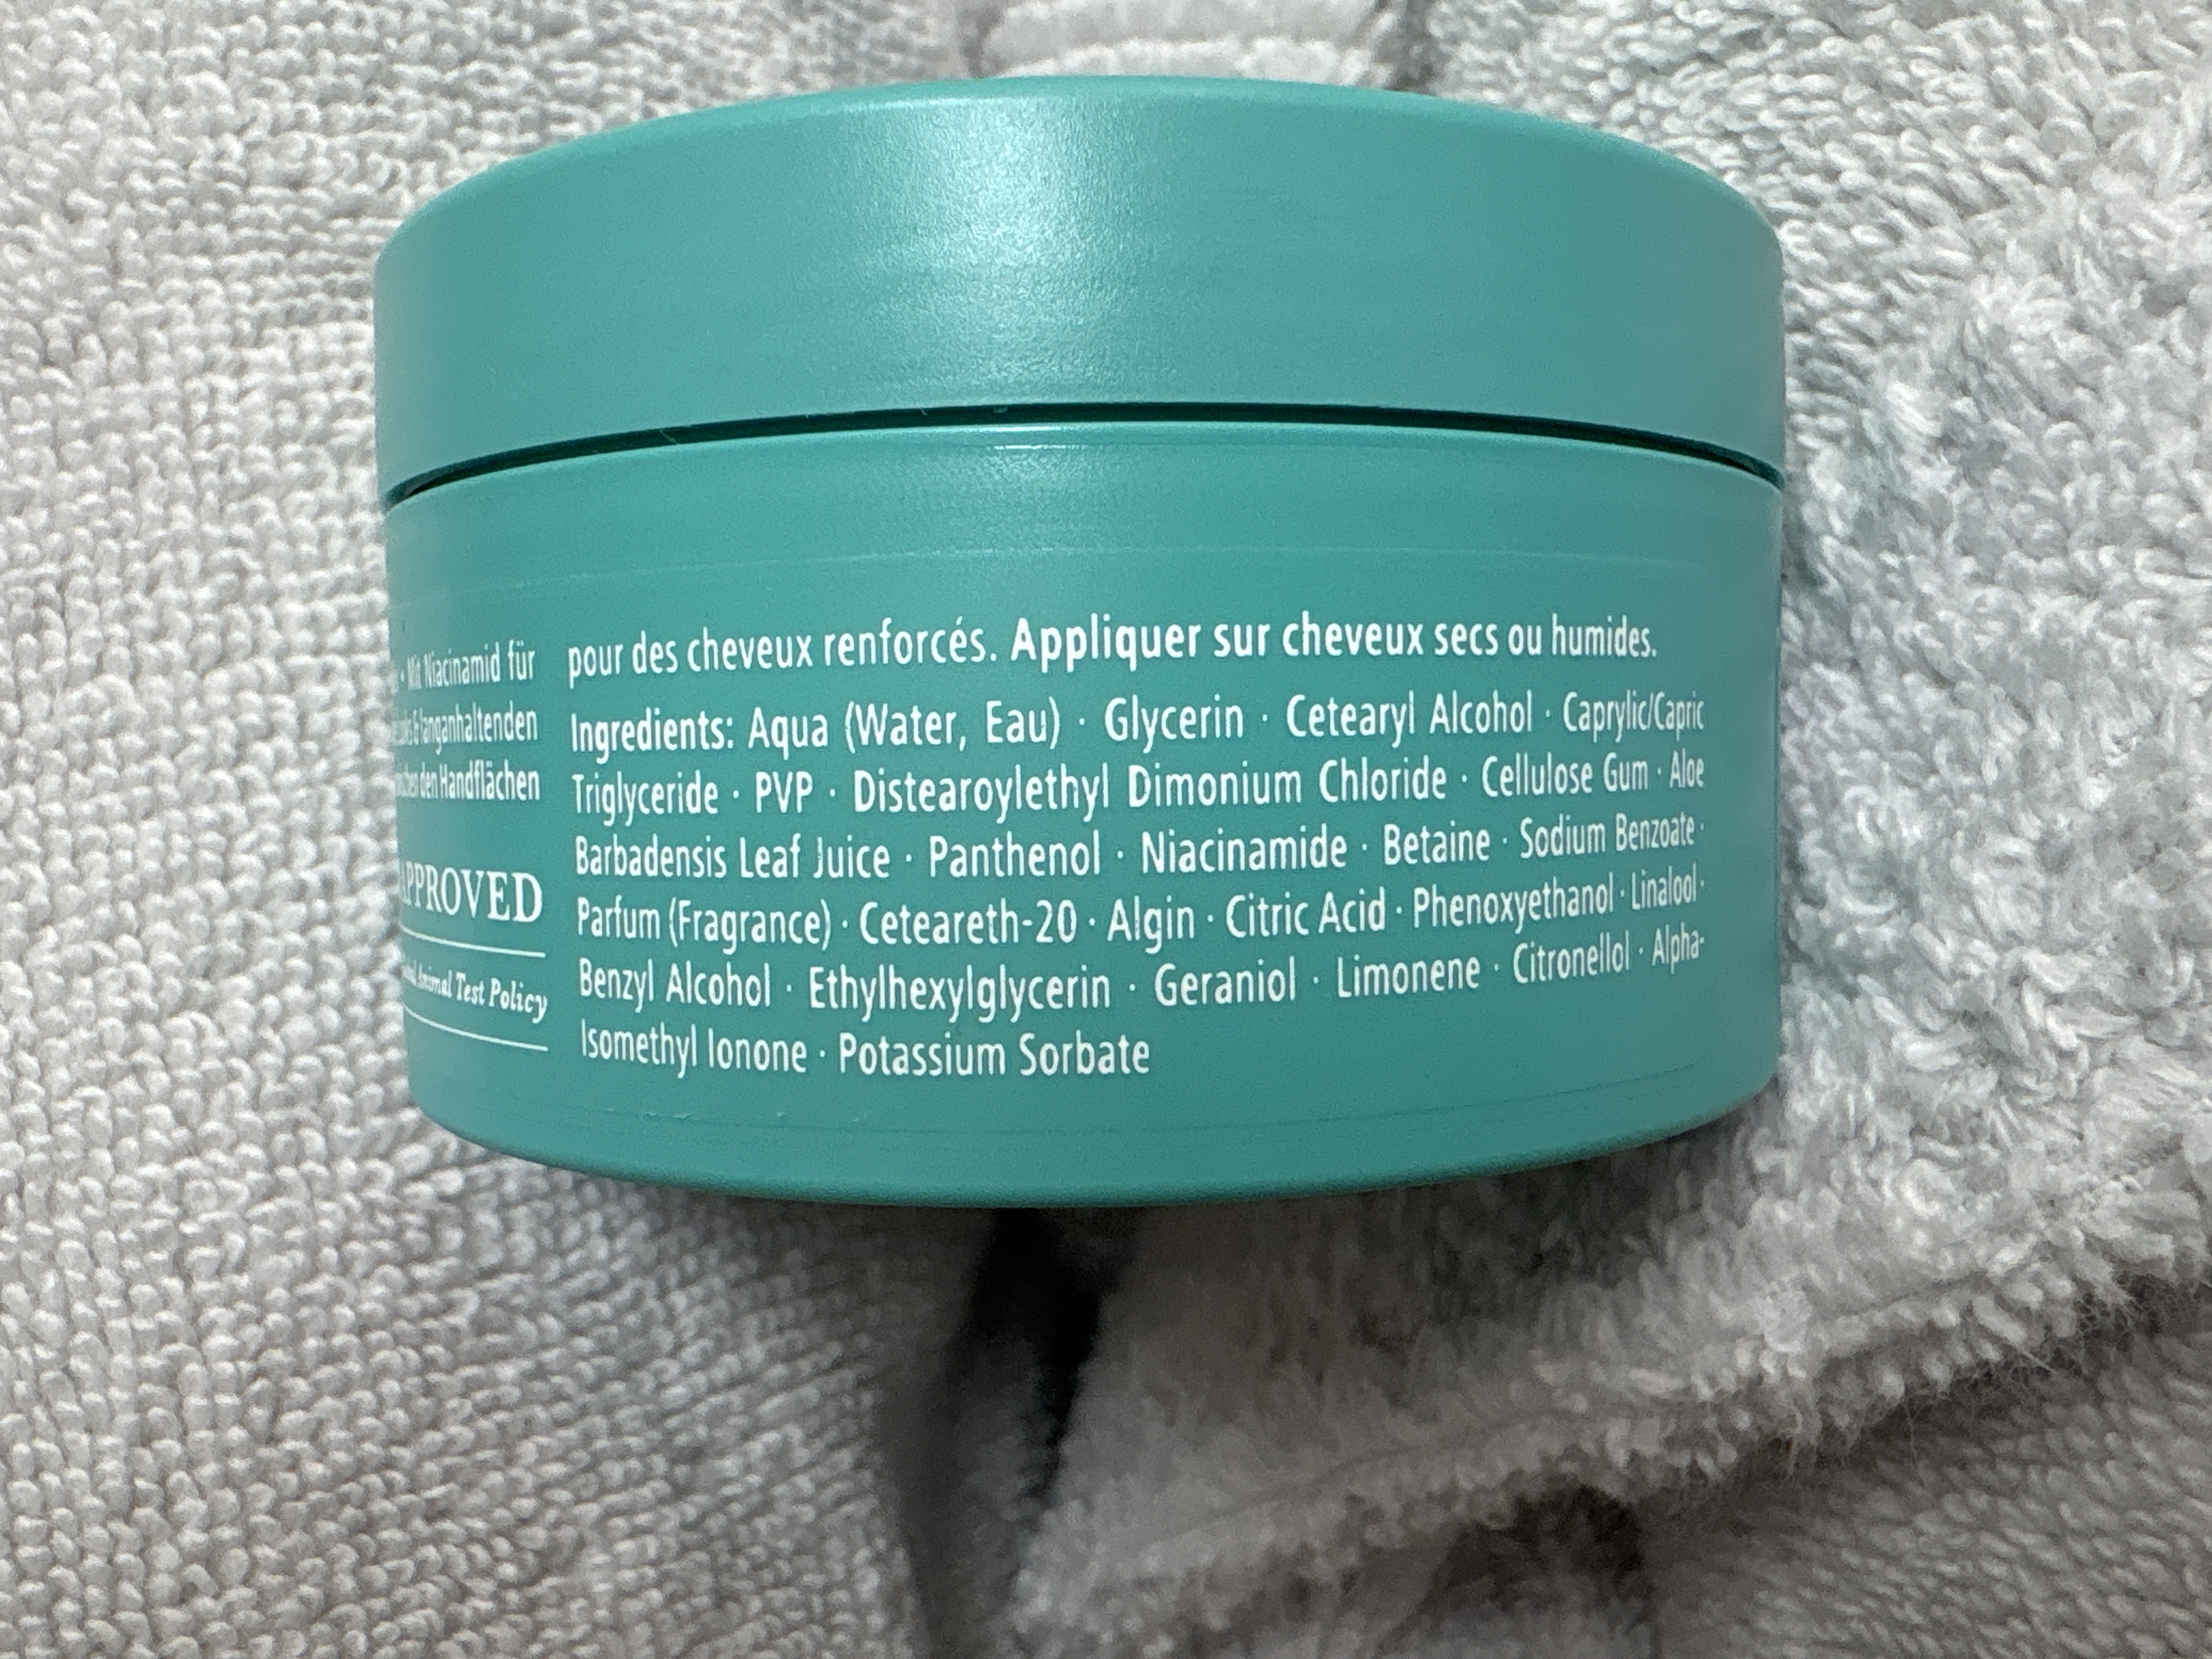 Mit Niacinamid für
& langanhaltenden
den Handflächen
APPROVED
Animal Test Policy
pour des cheveux renforcés. Appliquer sur cheveux secs ou humides.
Ingredients: Aqua (Water, Eau) · Glycerin · Cetearyl Alcohol · Caprylic/Capric
Triglyceride · PVP · Distearoylethyl Dimonium Chloride · Cellulose Gum · Aloe
Barbadensis Leaf Juice · Panthenol · Niacinamide · Betaine · Sodium Benzoate ·
Parfum (Fragrance) · Ceteareth-20 · Algin · Citric Acid · Phenoxyethanol · Linalool ·
Benzyl Alcohol · Ethylhexylglycerin · Geraniol · Limonene · Citronellol · Alpha-
Isomethyl Ionone · Potassium Sorbate